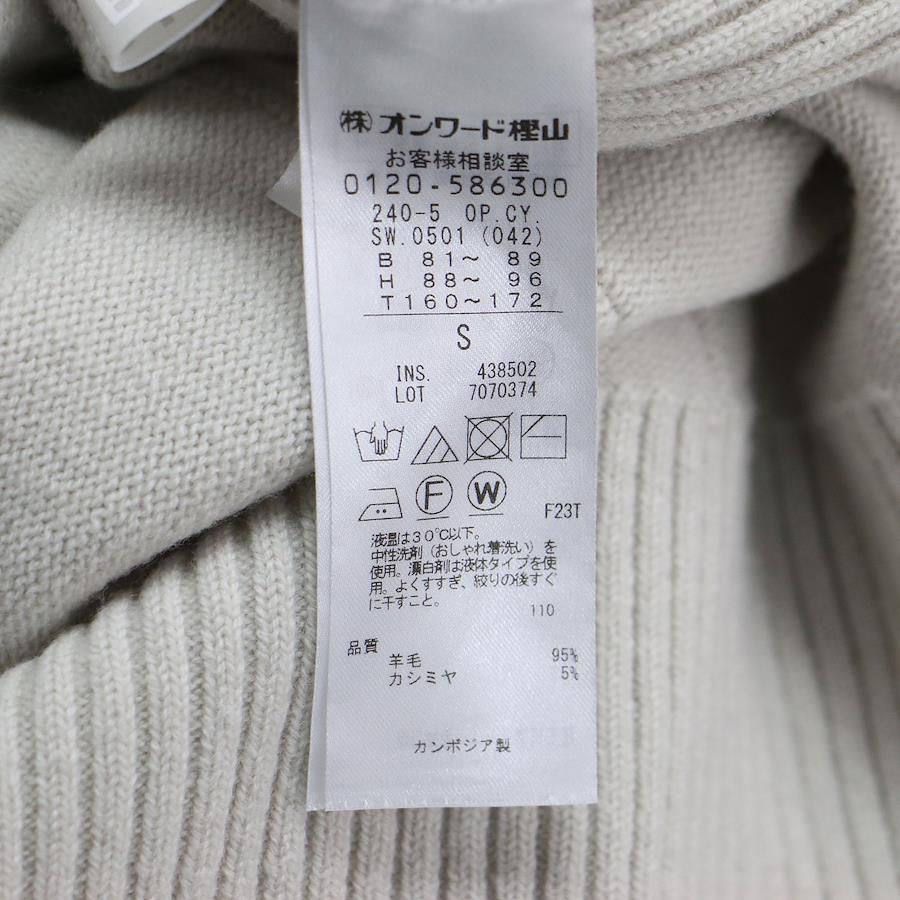 ㈱オンワード樫山
お客様相談室
0120-586300
240-5 OP.CY.
SW.0501 (042)
B 81～ 89
H 88～ 96
T160～172
S
INS. 438502
LOT 7070374
F W
F23T
液温は30℃以下。
中性洗剤（おしゃれ着洗い）を
使用。漂白剤は液体タイプを使
用。よくすすぎ、絞りの後すぐ
に干すこと。
110
品質
羊毛 95%
カシミヤ 5%
カンボジア製